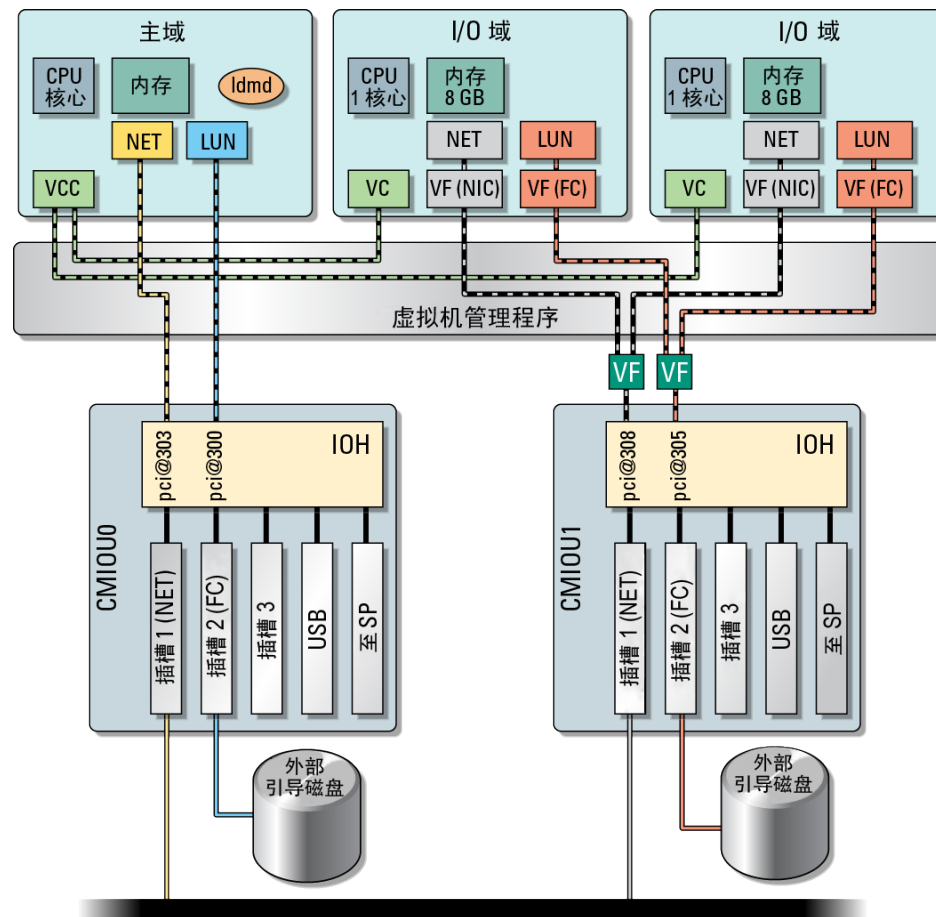 主域
CPU
核心
内存
ldmd
NET
LUN
VCC
I/O 域
CPU
1 核心
内存
8 GB
NET
LUN
VC
VF (NIC)
VF (FC)
I/O 域
CPU
1 核心
内存
8 GB
NET
LUN
VC
VF (NIC)
VF (FC)
虚拟机管理程序
VF
VF
CMIOU0
pci@303
pci@300
IOH
插槽 1 (NET)
插槽 2 (FC)
插槽 3
USB
至 SP
外部
引导磁盘
CMIOU1
pci@308
pci@305
IOH
插槽 1 (NET)
插槽 2 (FC)
插槽 3
USB
至 SP
外部
引导磁盘